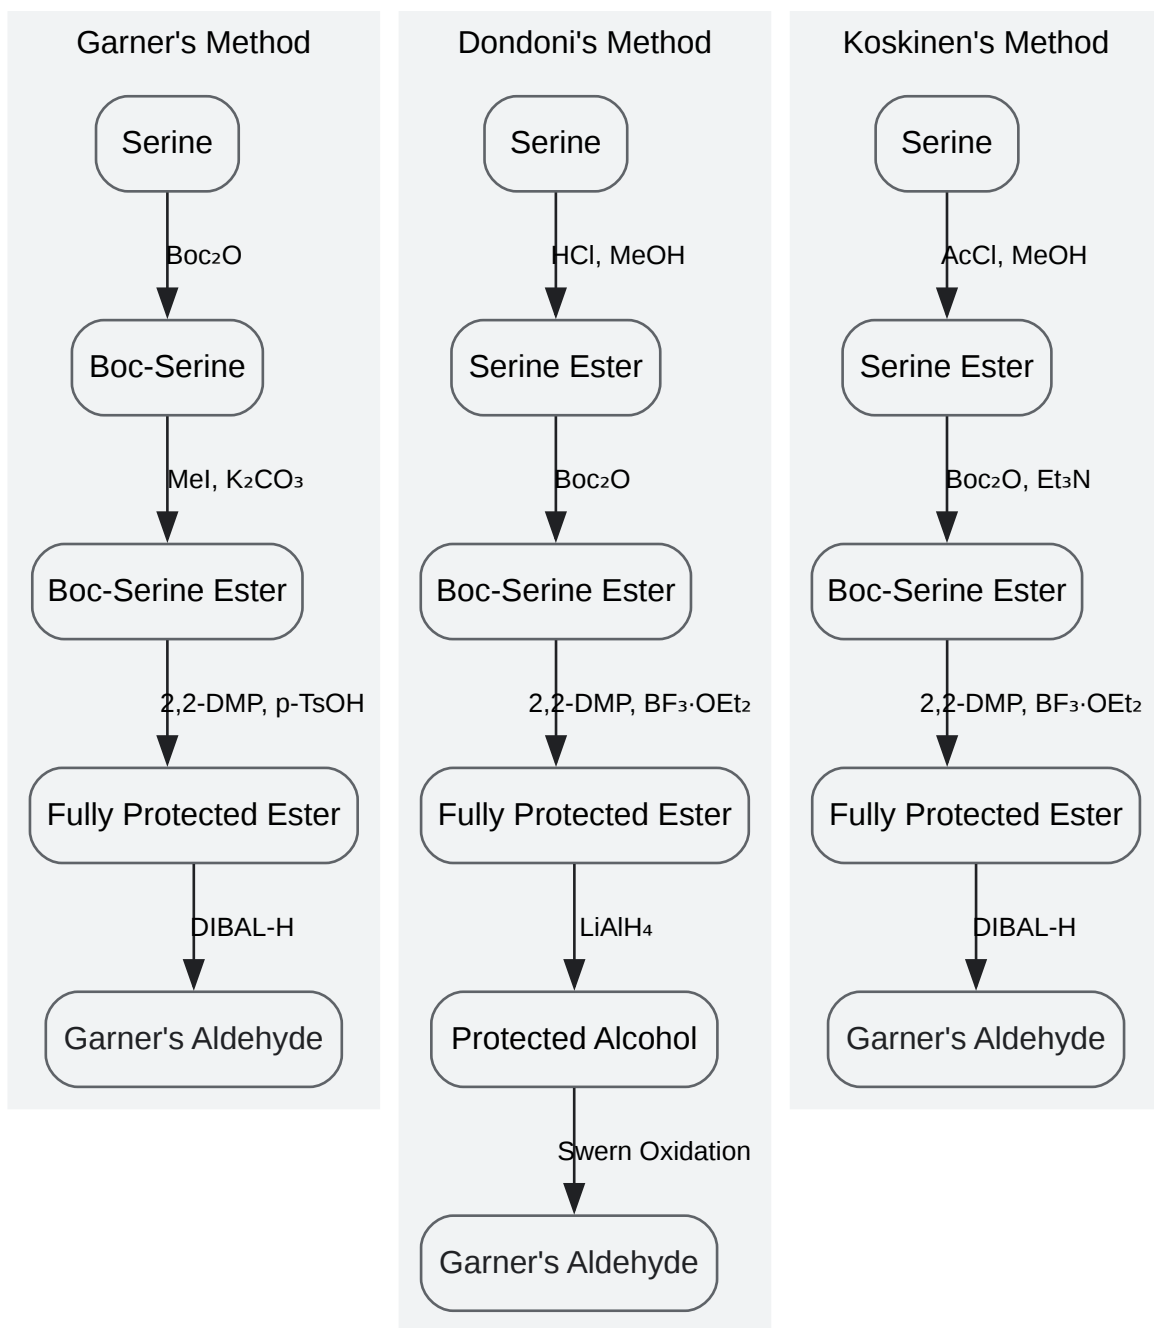 Garner's Method
Serine
Boc₂O
Boc-Serine
MeI, K₂CO₃
Boc-Serine Ester
2,2-DMP, p-TsOH
Fully Protected Ester
DIBAL-H
Garner's Aldehyde
Dondoni's Method
Serine
HCl, MeOH
Serine Ester
Boc₂O
Boc-Serine Ester
2,2-DMP, BF₃·OEt₂
Fully Protected Ester
LiAlH₄
Protected Alcohol
Swern Oxidation
Garner's Aldehyde
Koskinen's Method
Serine
AcCl, MeOH
Serine Ester
Boc₂O, Et₃N
Boc-Serine Ester
2,2-DMP, BF₃·OEt₂
Fully Protected Ester
DIBAL-H
Garner's Aldehyde